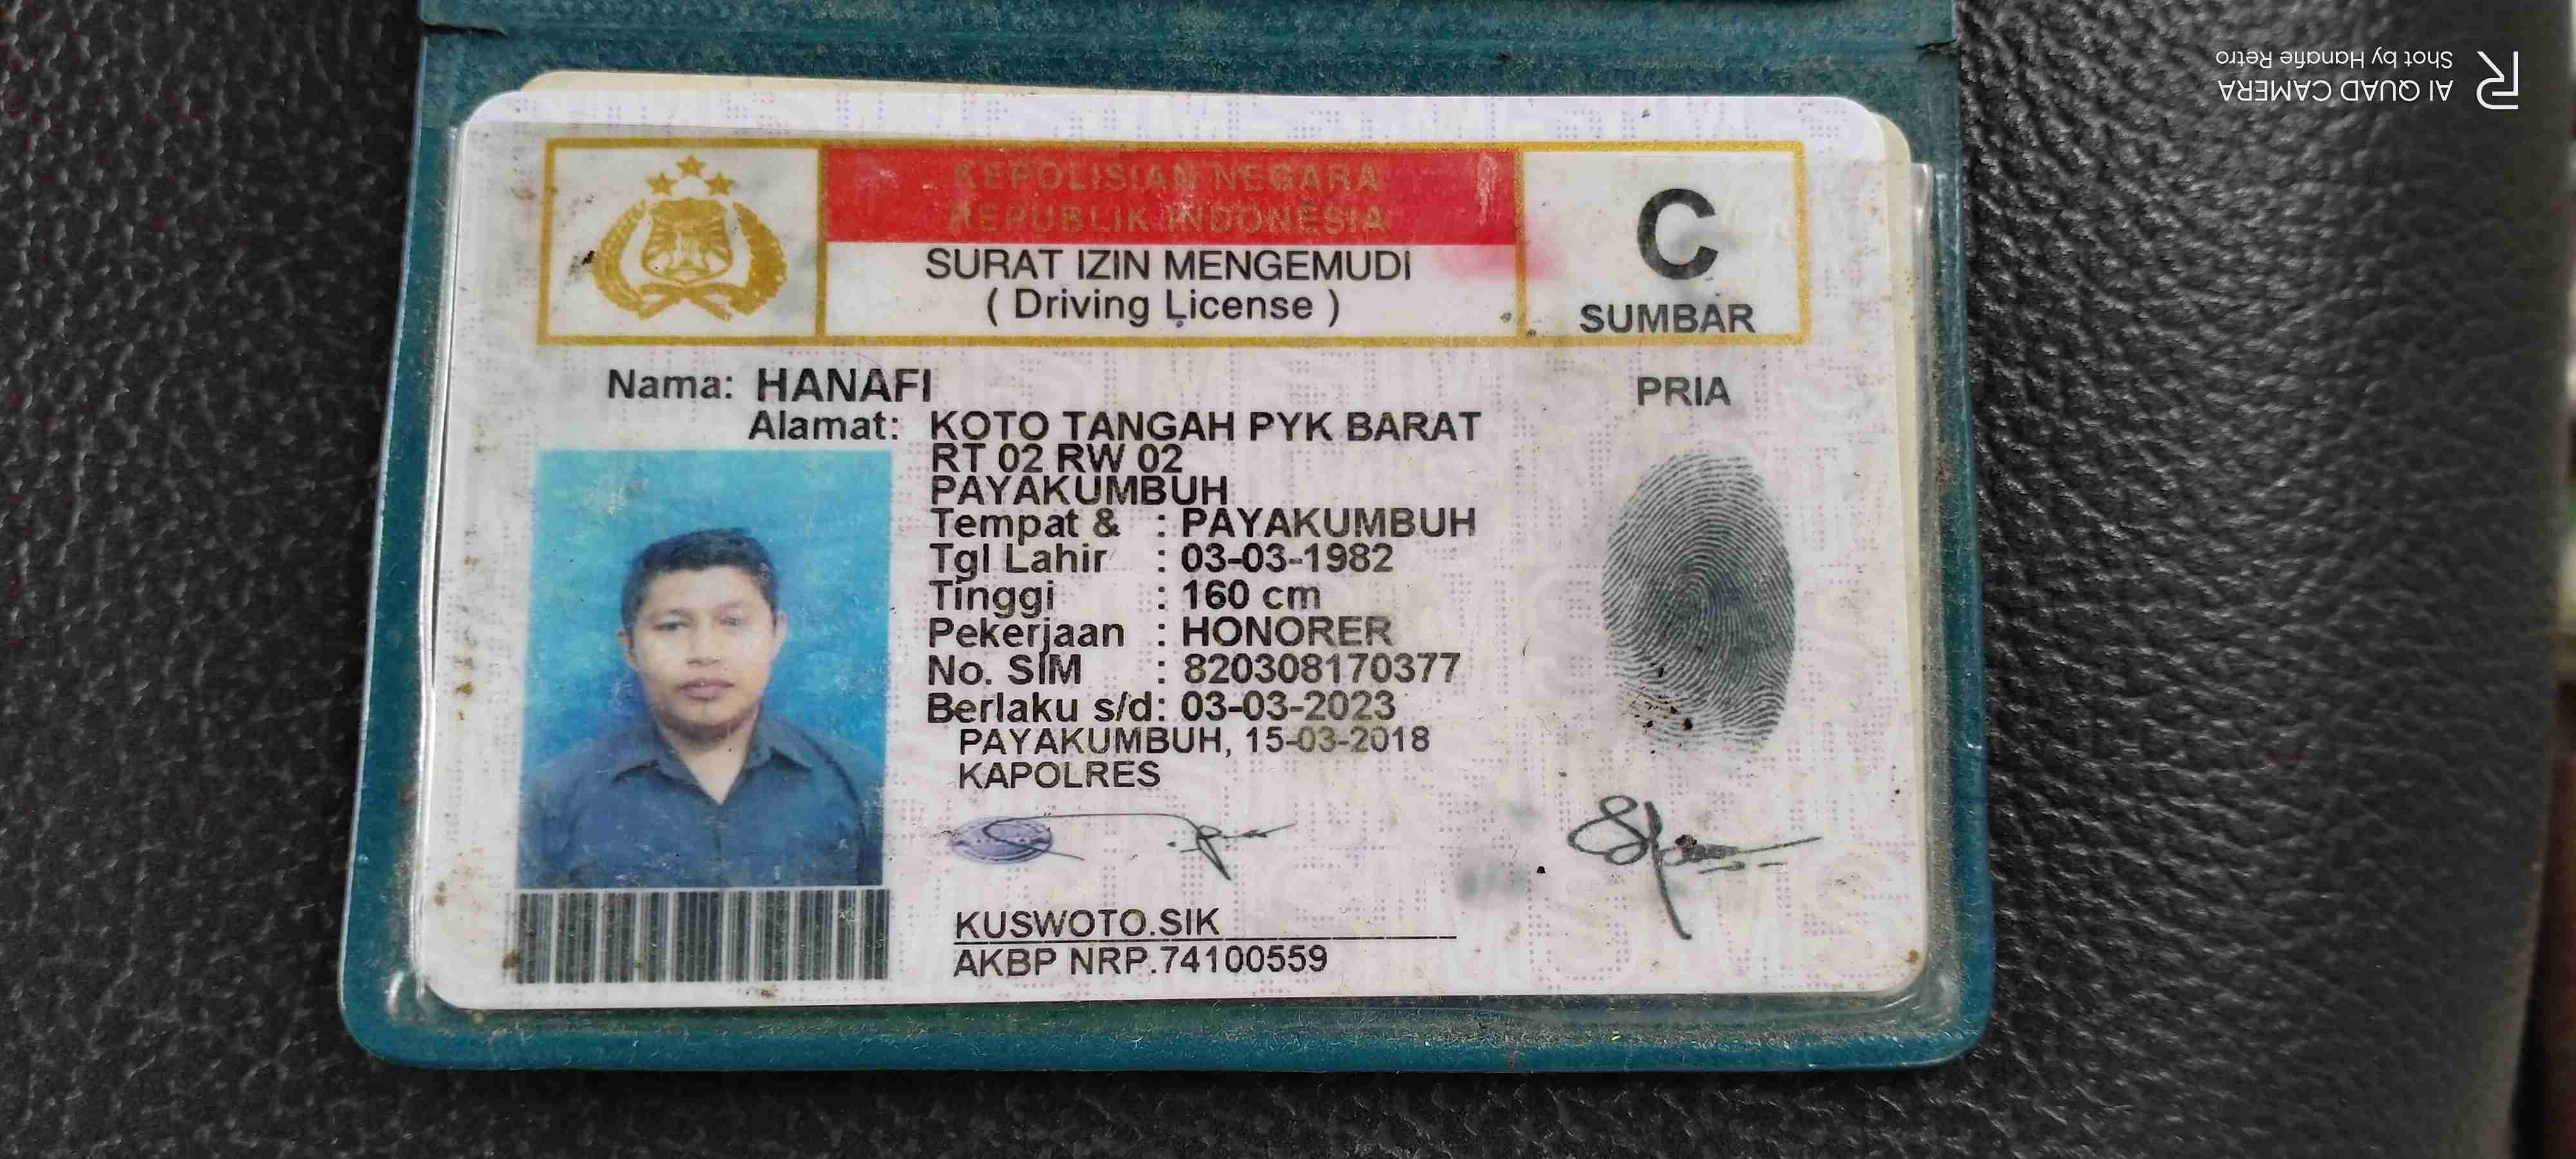 KEPOLISIAN NEGARA
REPUBLIK INDONESIA
SURAT IZIN MENGEMUDI
( Driving License )
C
SUMBAR
Nama: HANAFI
PRIA
Alamat: KOTO TANGAH PYK BARAT
RT 02 RW 02
PAYAKUMBUH
Tempat & : PAYAKUMBUH
Tgl Lahir : 03-03-1982
Tinggi : 160 cm
Pekerjaan : HONORER
No. SIM : 820308170377
Berlaku s/d: 03-03-2023
PAYAKUMBUH, 15-03-2018
KAPOLRES
KUSWOTO.SIK
AKBP NRP.74100559
AI QUAD CAMERA
Shot by Hanafie Retro